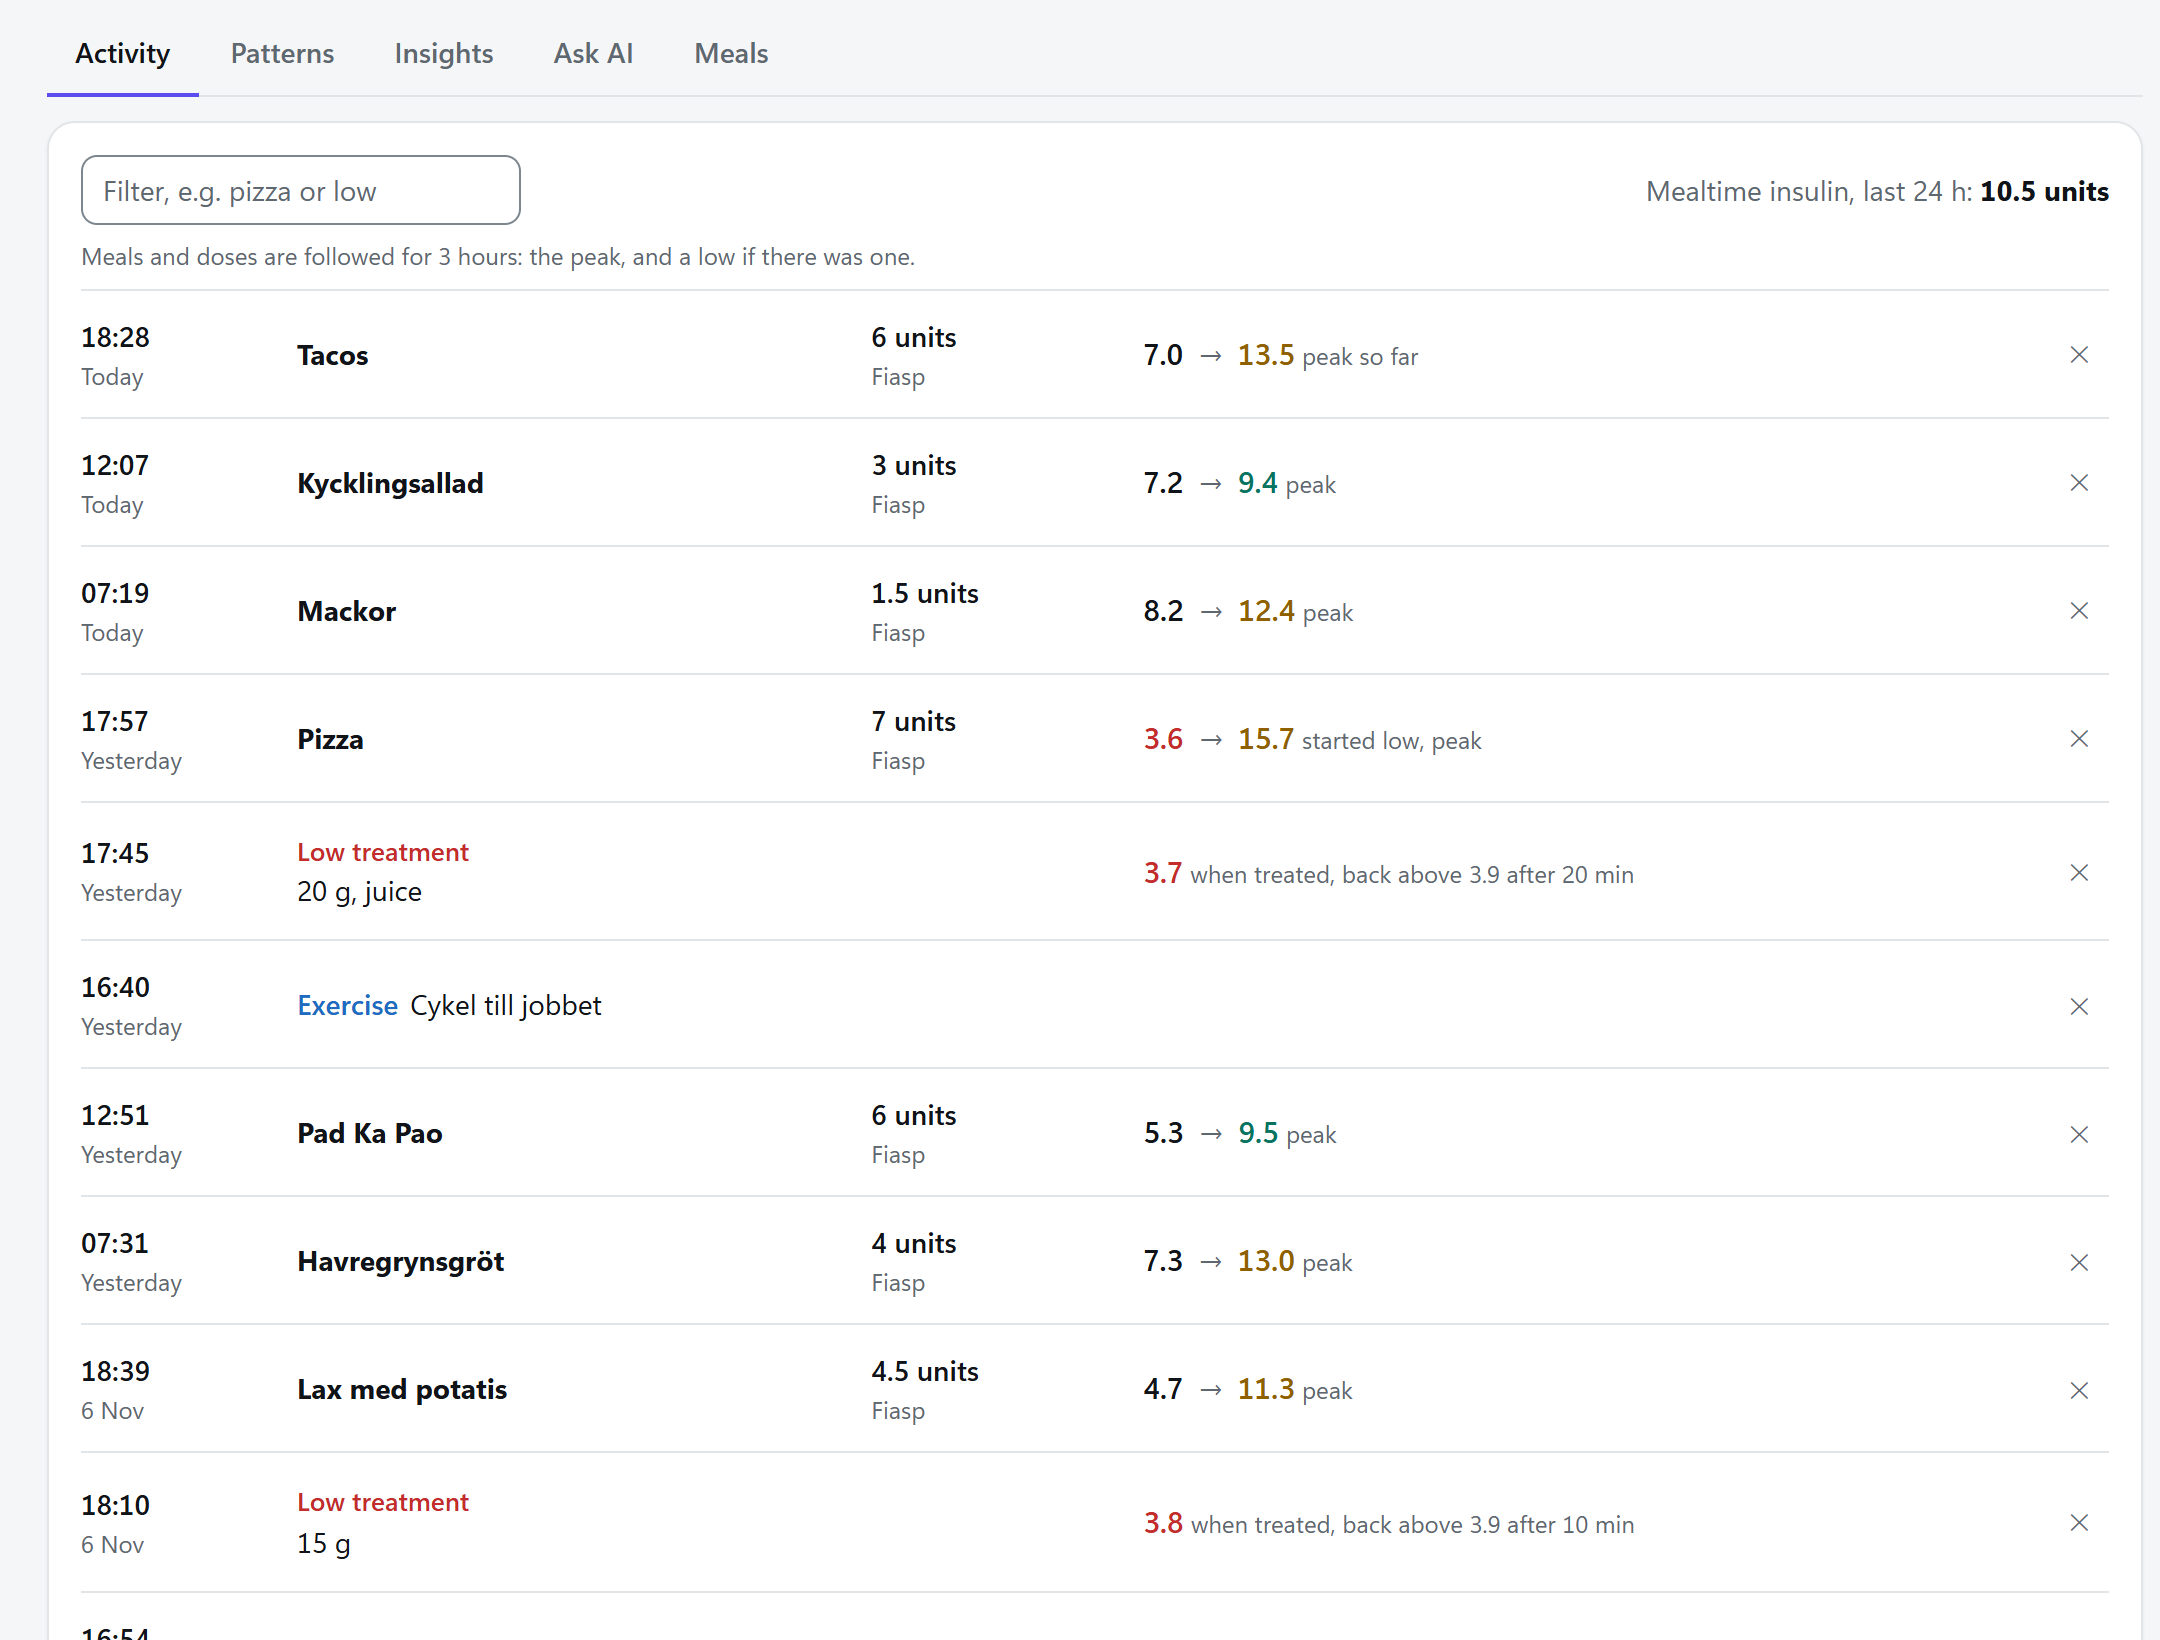 Activity Patterns Insights Ask AI Meals
Filter, e.g. pizza or low
Mealtime insulin, last 24 h: 10.5 units
Meals and doses are followed for 3 hours: the peak, and a low if there was one.
18:28
Today
Tacos
6 units
Fiasp
7.0 → 13.5 peak so far
12:07
Today
Kycklingsallad
3 units
Fiasp
7.2 → 9.4 peak
07:19
Today
Mackor
1.5 units
Fiasp
8.2 → 12.4 peak
17:57
Yesterday
Pizza
7 units
Fiasp
3.6 → 15.7 started low, peak
17:45
Yesterday
Low treatment
20 g, juice
3.7 when treated, back above 3.9 after 20 min
16:40
Yesterday
Exercise Cykel till jobbet
12:51
Yesterday
Pad Ka Pao
6 units
Fiasp
5.3 → 9.5 peak
07:31
Yesterday
Havregrynsgröt
4 units
Fiasp
7.3 → 13.0 peak
18:39
6 Nov
Lax med potatis
4.5 units
Fiasp
4.7 → 11.3 peak
18:10
6 Nov
Low treatment
15 g
3.8 when treated, back above 3.9 after 10 min
16:54